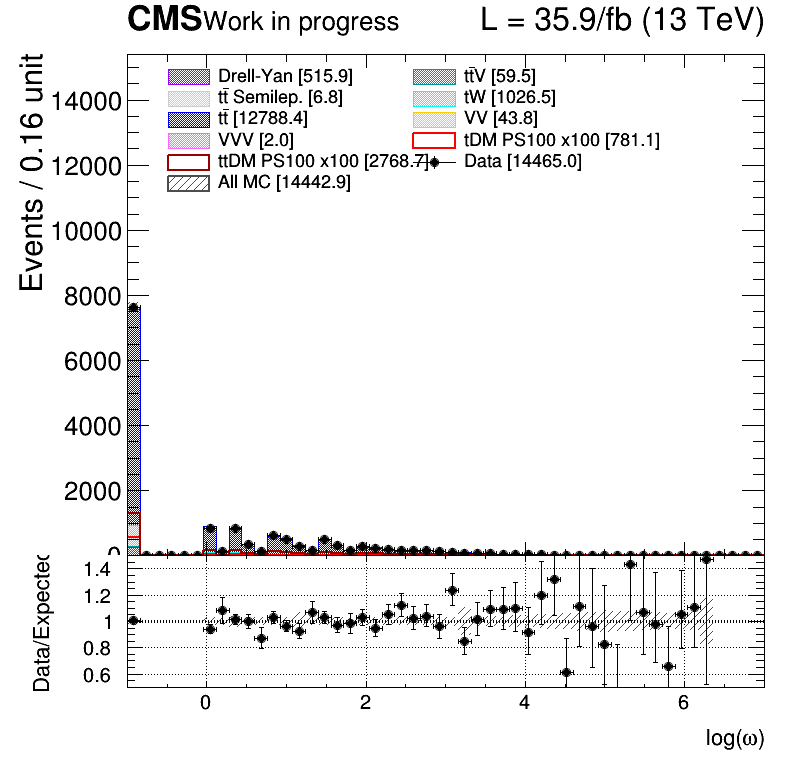 CMS Work in progress L = 35.9/fb (13 TeV)
Events / 0.16 unit
Drell-Yan [515.9] tt̄V [59.5]
tt̄ Semilep. [6.8] tW [1026.5]
tt̄ [12788.4] VV [43.8]
VVV [2.0] tDM PS100 x100 [781.1]
ttDM PS100 x100 [2768.7] Data [14465.0]
All MC [14442.9]
14000
12000
10000
8000
6000
4000
2000
0
Data/Expected
1.4
1.2
1
0.8
0.6
0 2 4 6
log(ω)